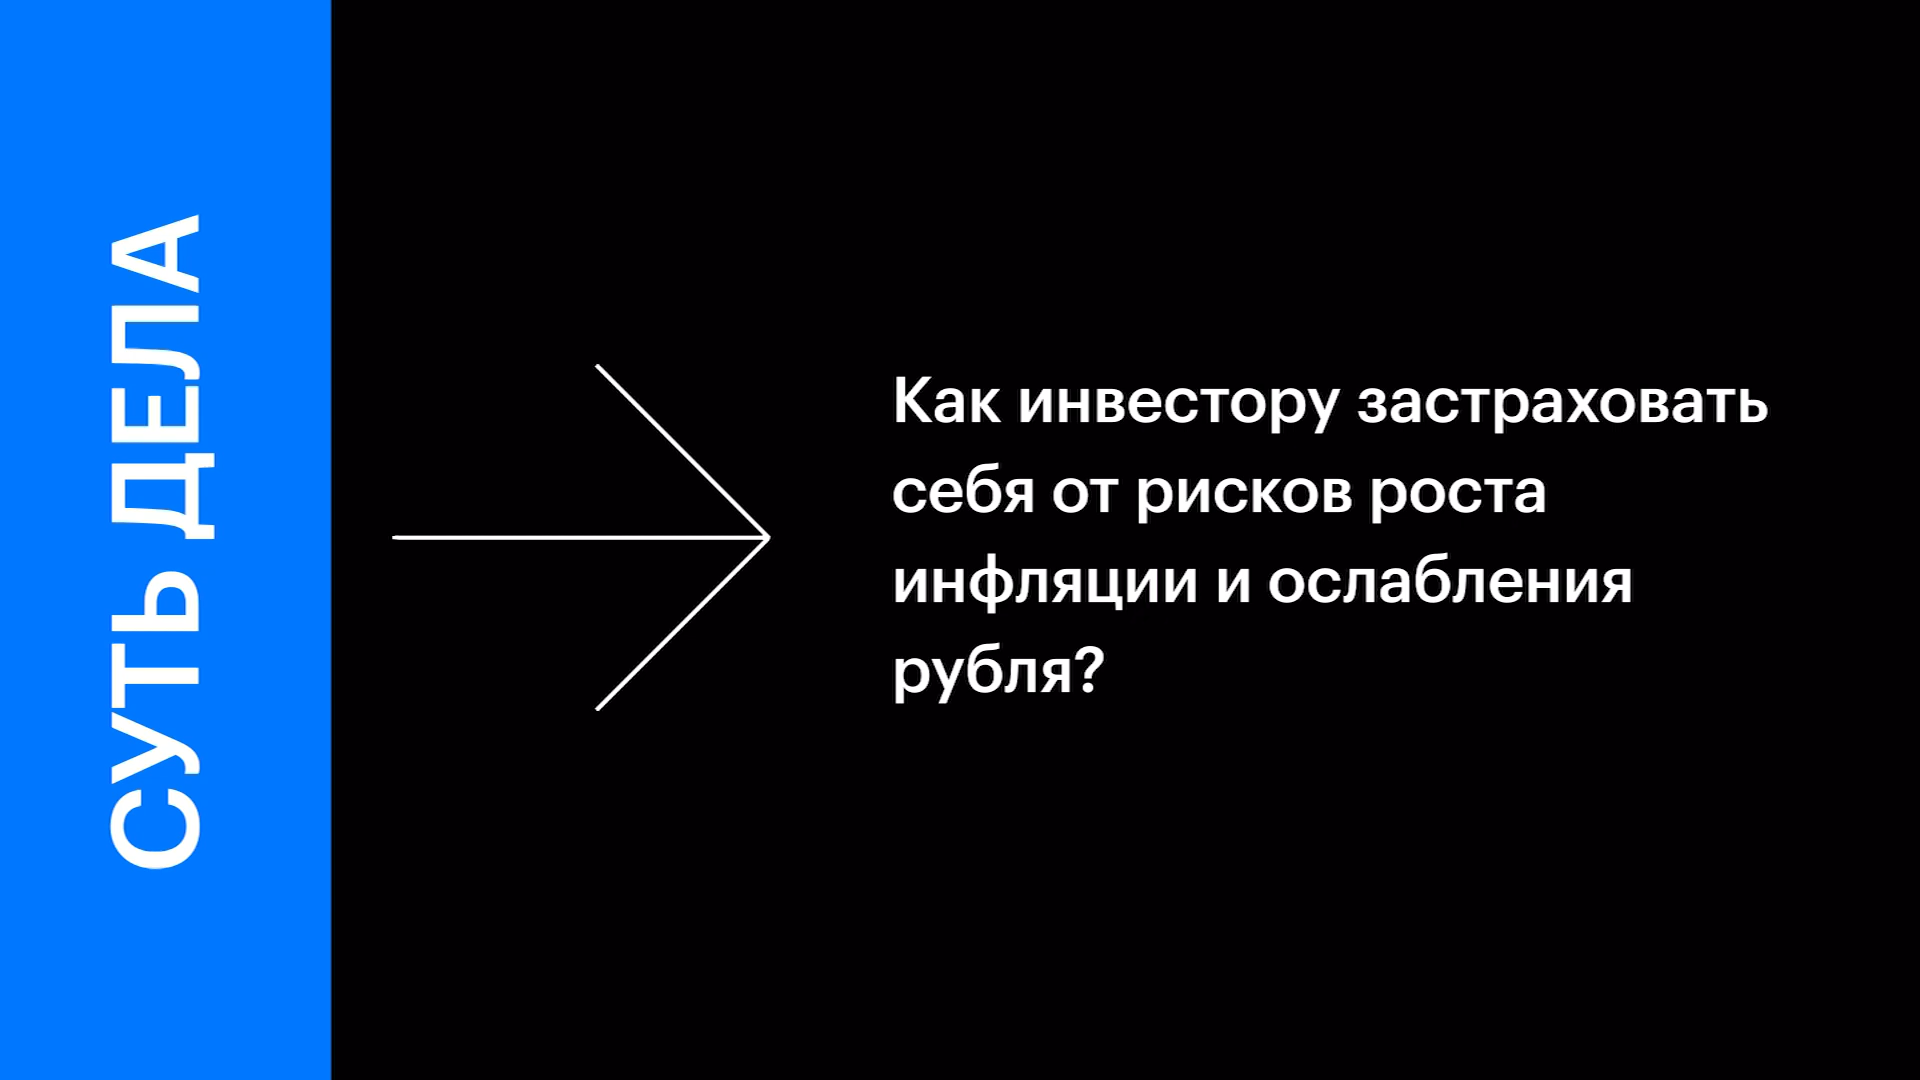 СУТЬ ДЕЛА
Как инвестору застраховать
себя от рисков роста
инфляции и ослабления
рубля?